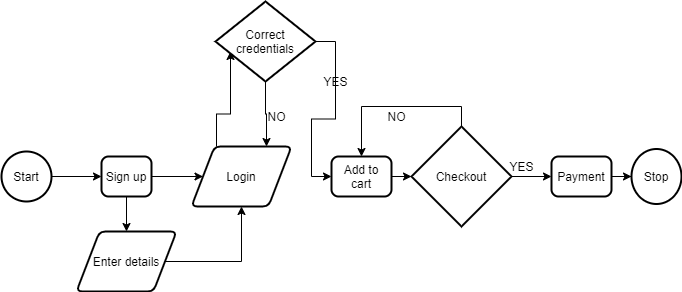 Correct
credentials
YES
NO
NO
Start
Sign up
Login
Add to
cart
Checkout
YES
Payment
Stop
Enter details